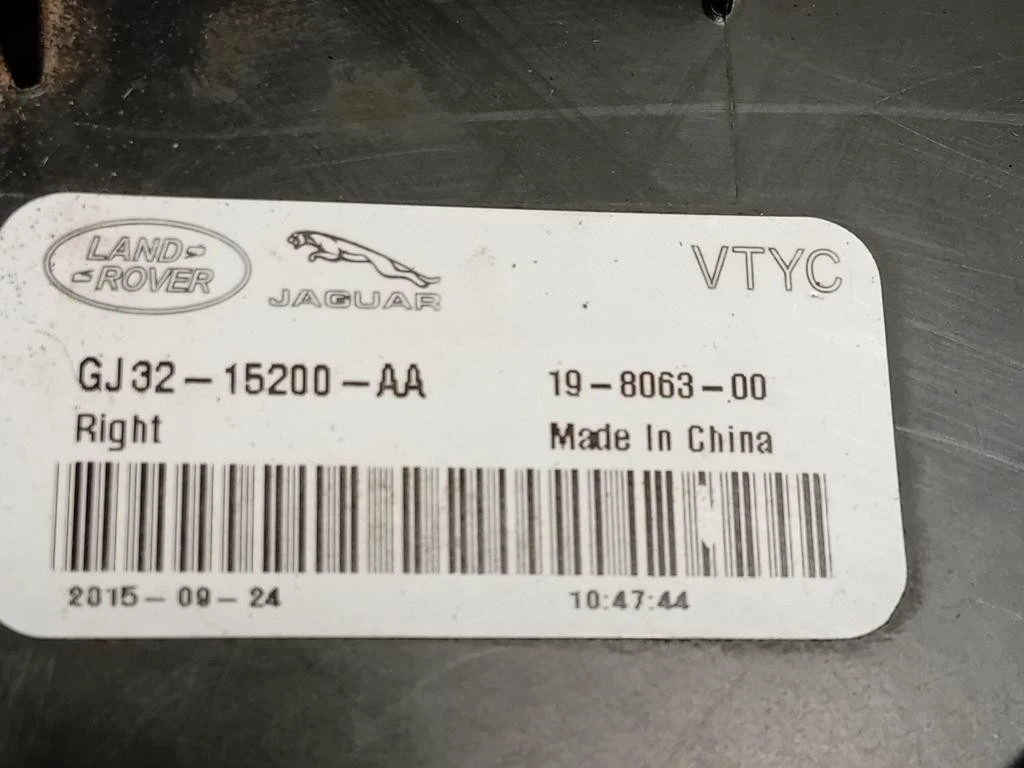 LAND
ROVER
JAGUAR
VTYC
GJ32-15200-AA
19-8063-00
Right
Made In China
2015-09-24
10:47:44